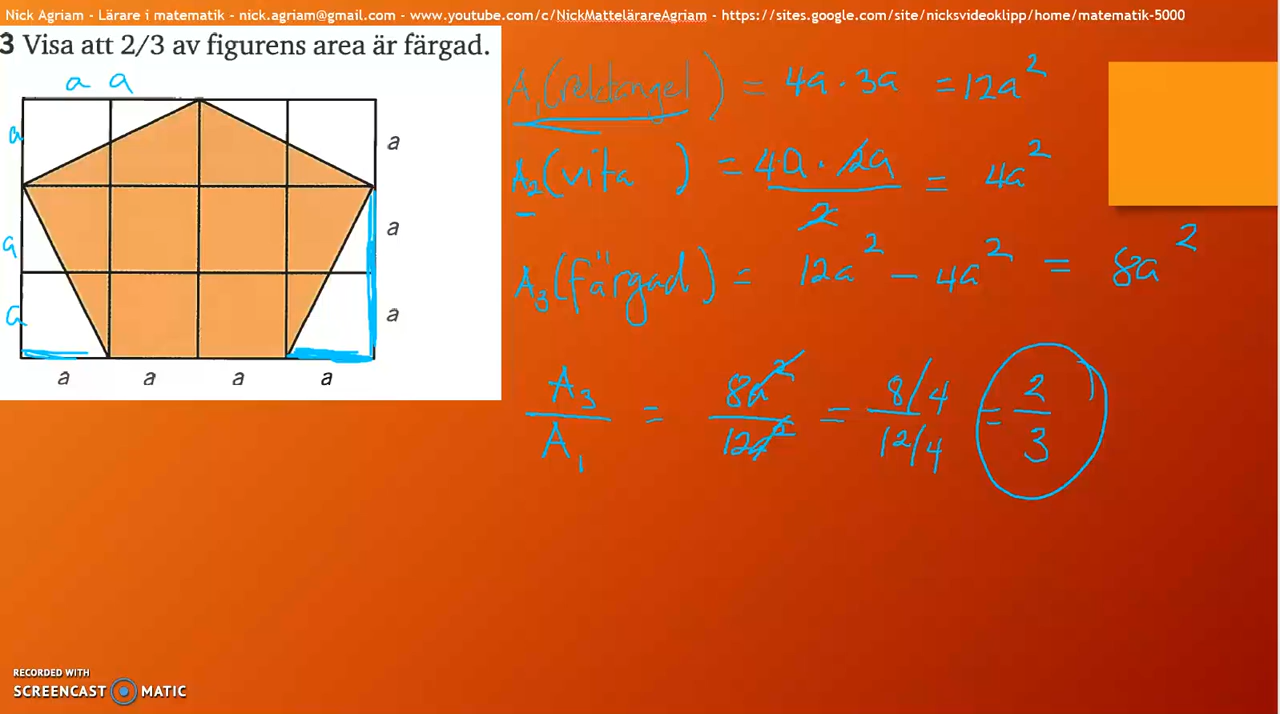 Nick Agriam - Lärare i matematik - nick.agriam@gmail.com - www.youtube.com/c/NickMattelärareAgriam - https://sites.google.com/site/nicksvideoklipp/home/matematik-5000
3 Visa att 2/3 av figurens area är färgad.
a a
a a
a a
a a
a a a a
A₁(rektangel) = 4a · 3a = 12a²
A₂(vita) = 4a · 2a / 2 = 4a²
A₃(färgad) = 12a² − 4a² = 8a²
A₃/A₁ = 8a²/12a² = 8/4 / 12/4 = 2/3
RECORDED WITH
SCREENCAST MATIC